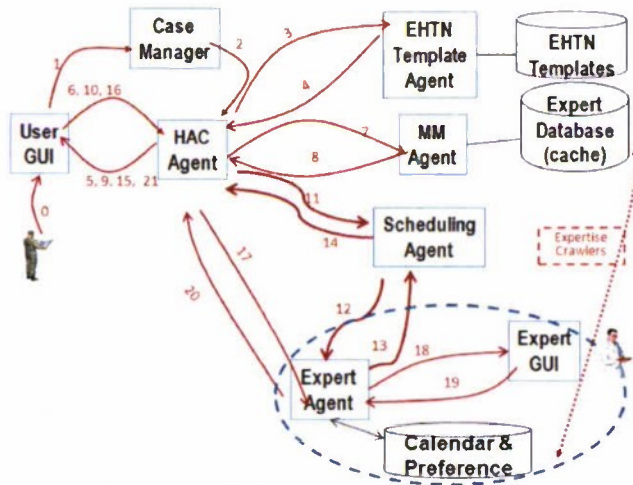 Case
Manager
1
2
3
4
EHTN
Template
Agent
EHTN
Templates
6, 10, 16
User
GUI
HAC
Agent
5, 9, 15, 21
7
8
MM
Agent
Expert
Database
(cache)
0
11
14
Scheduling
Agent
Expertise
Crawlers
17
20
12
13
18
19
Expert
Agent
Expert
GUI
Calendar &
Preference